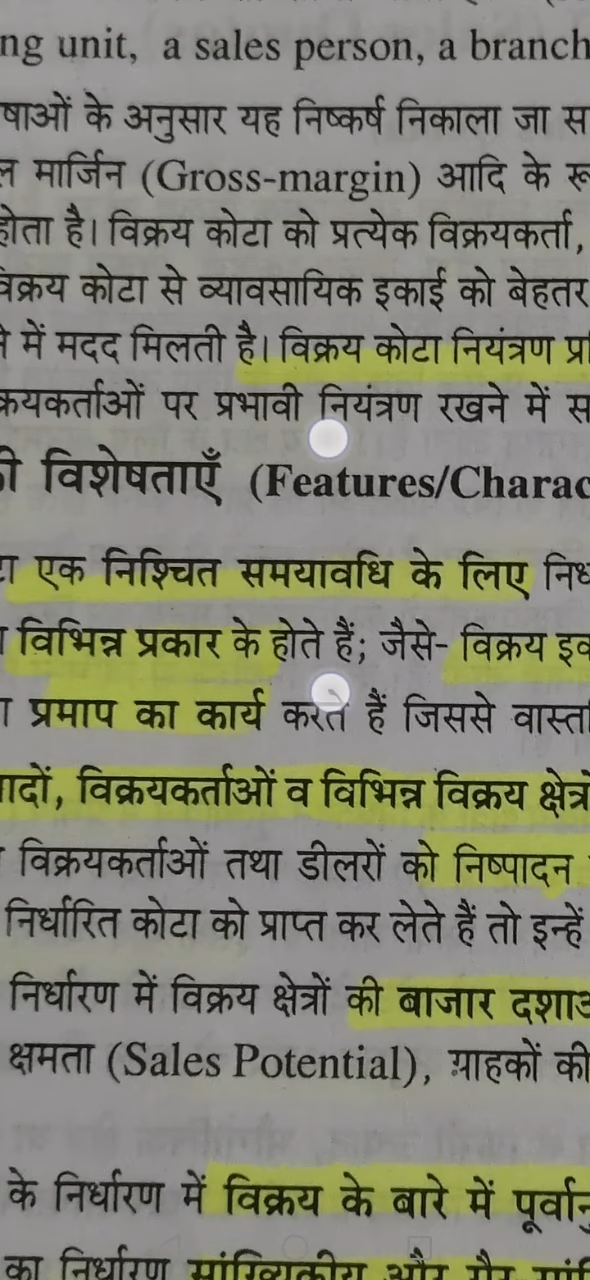 ng unit, a sales person, a branch
षाओं के अनुसार यह निष्कर्ष निकाला जा स
ल मार्जिन (Gross-margin) आदि के रू
होता है। विक्रय कोटा को प्रत्येक विक्रयकर्ता,
विक्रय कोटा से व्यावसायिक इकाई को बेहतर
ने में मदद मिलती है। विक्रय कोटा नियंत्रण प्र
क्रयकर्ताओं पर प्रभावी नियंत्रण रखने में स
की विशेषताएँ (Features/Charac
टा एक निश्चित समयावधि के लिए निध
विभिन्न प्रकार के होते हैं; जैसे- विक्रय इक
प्रमाप का कार्य करते हैं जिससे वास्त
ादों, विक्रयकर्ताओं व विभिन्न विक्रय क्षेत्रों
विक्रयकर्ताओं तथा डीलरों को निष्पादन
निर्धारित कोटा को प्राप्त कर लेते हैं तो इन्हें
निर्धारण में विक्रय क्षेत्रों की बाजार दशाओ
क्षमता (Sales Potential), ग्राहकों की
के निर्धारण में विक्रय के बारे में पूर्वानु
का निर्धारण सांख्यिकीय और गैर सांख